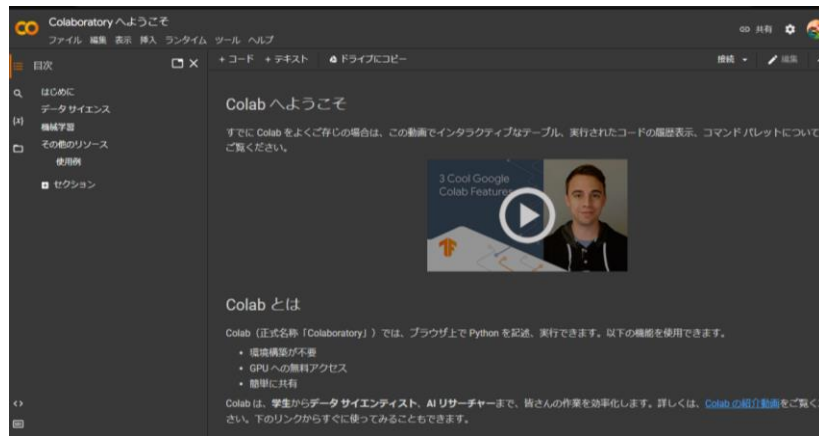 Colaboratory へようこそ
ファイル 編集 表示 挿入 ランタイム ツール ヘルプ
共有
目次
+ コード + テキスト ドライブにコピー
接続
編集
はじめに
データ サイエンス
機械学習
その他のリソース
使用例
セクション
Colab へようこそ
すでに Colab をよくご存じの場合は、この動画でインタラクティブなテーブル、実行されたコードの履歴表示、コマンド パレットについて
ご覧ください。
3 Cool Google
Colab Features
Colab とは
Colab（正式名称「Colaboratory」）では、ブラウザ上で Python を記述、実行できます。以下の機能を使用できます。
• 環境構築が不要
• GPU への無料アクセス
• 簡単に共有
Colab は、学生からデータ サイエンティスト、AI リサーチャーまで、皆さんの作業を効率化します。詳しくは、Colab の紹介動画をご覧くだ
さい。下のリンクからすぐに使ってみることもできます。